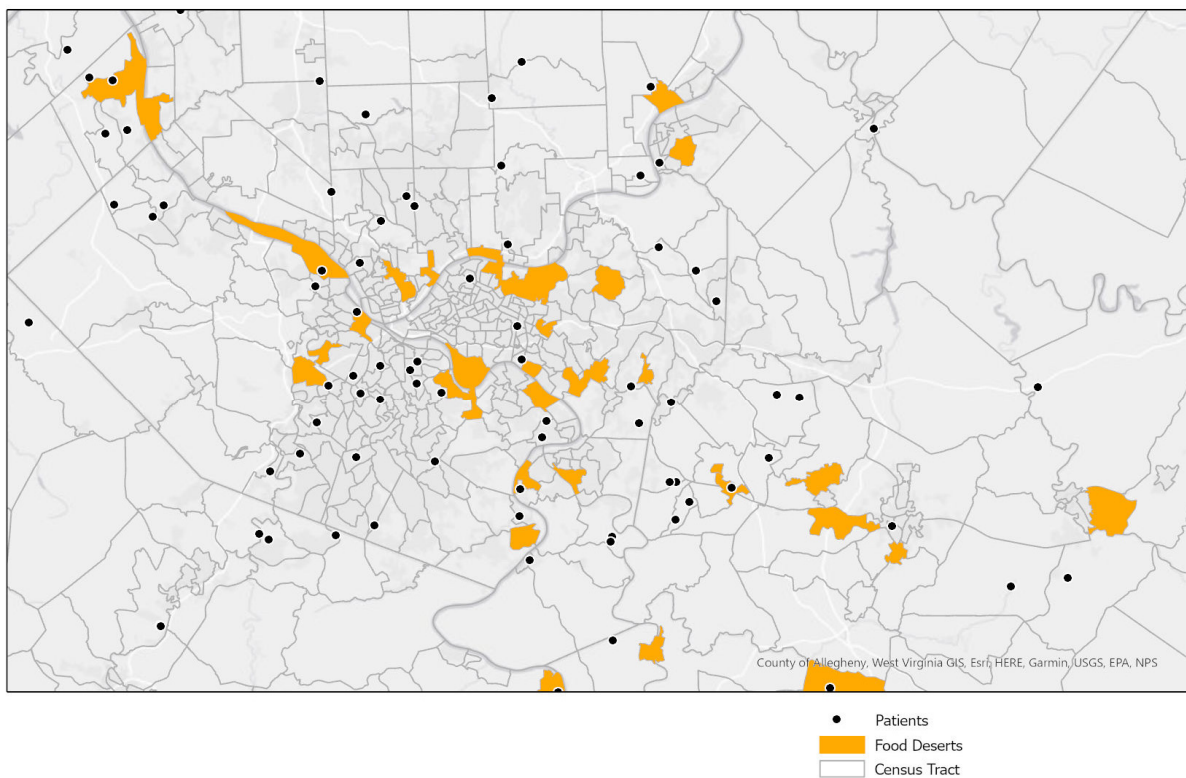 County of Allegheny, West Virginia GIS, Esri, HERE, Garmin, USGS, EPA, NPS
Patients
Food Deserts
Census Tract